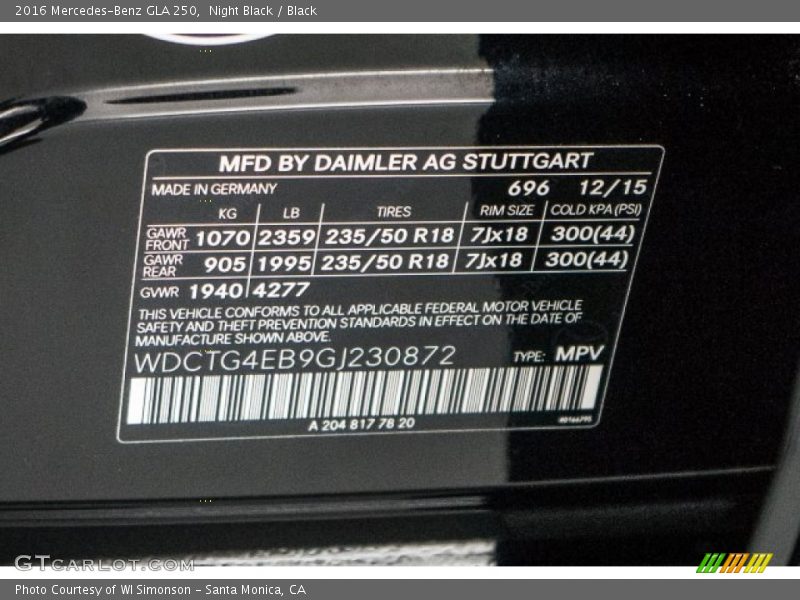 2016 Mercedes-Benz GLA 250,  Night Black / Black
MFD BY DAIMLER AG STUTTGART
MADE IN GERMANY 696 12/15
KG LB TIRES RIM SIZE COLD KPA (PSI)
GAWR FRONT 1070 2359 235/50 R18 7Jx18 300(44)
GAWR REAR 905 1995 235/50 R18 7Jx18 300(44)
GWR 1940 4277
THIS VEHICLE CONFORMS TO ALL APPLICABLE FEDERAL MOTOR VEHICLE
SAFETY AND THEFT PREVENTION STANDARDS IN EFFECT ON THE DATE OF
MANUFACTURE SHOWN ABOVE.
WDCTG4EB9GJ230872 TYPE: MPV
A 204 817 78 20
GTCARLOT.COM
Photo Courtesy of WI Simonson - Santa Monica, CA